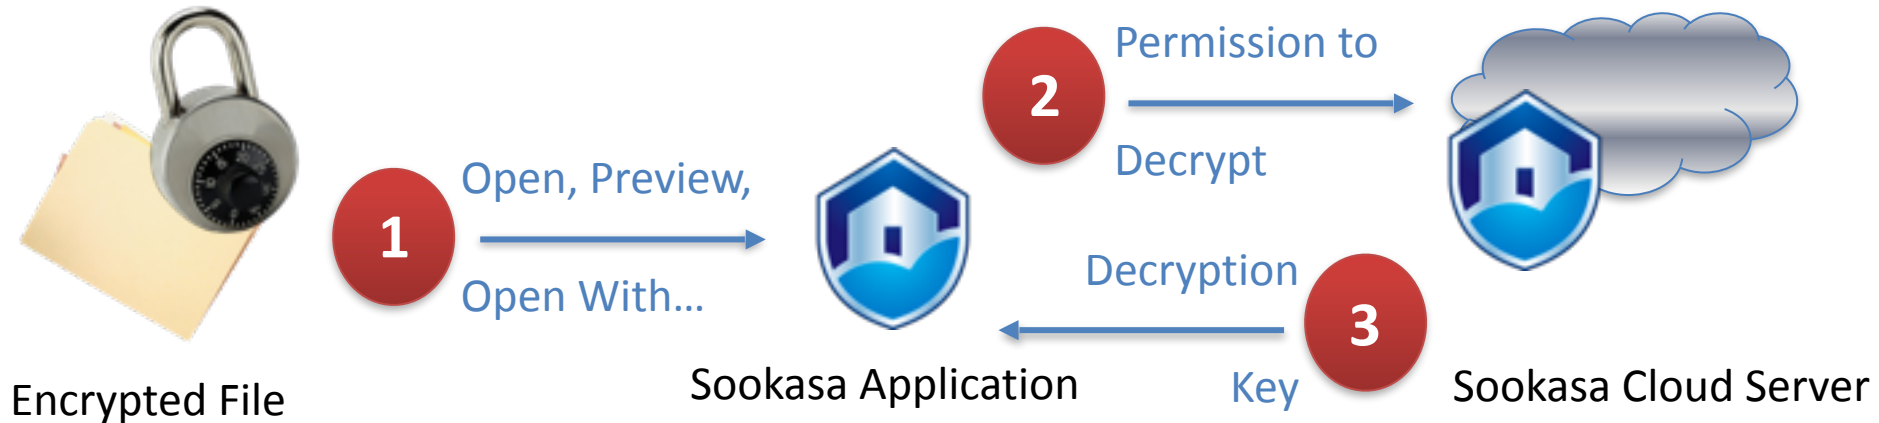 1
Open, Preview,
Open With...
Encrypted File
Sookasa Application
2
Permission to
Decrypt
3
Decryption
Key
Sookasa Cloud Server